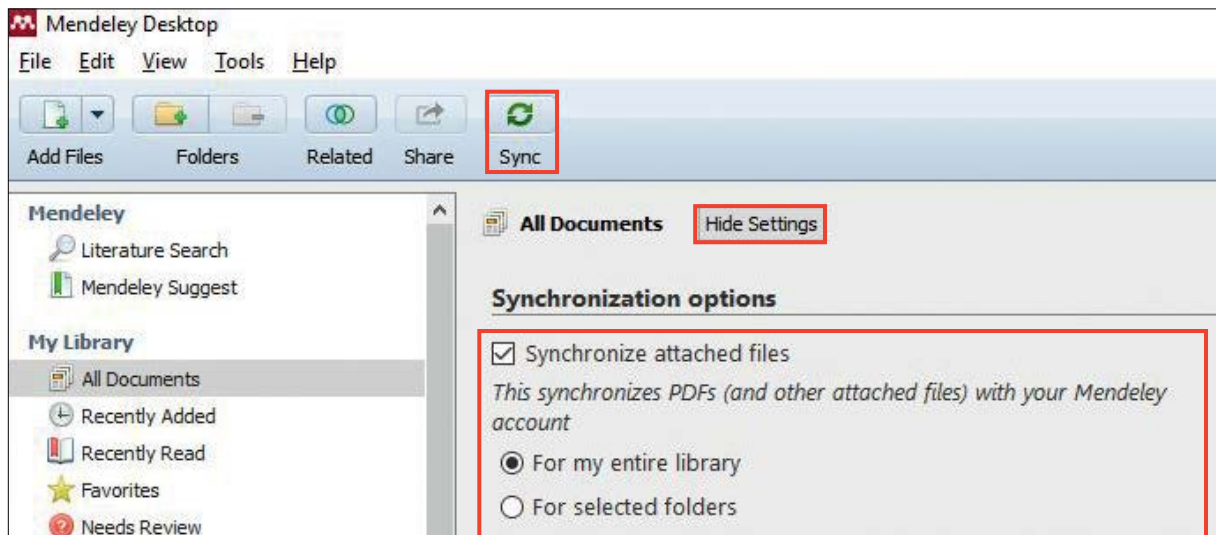 Mendeley Desktop
File Edit View Tools Help
Add Files Folders Related Share Sync
Mendeley
Literature Search
Mendeley Suggest
My Library
All Documents
Recently Added
Recently Read
Favorites
Needs Review
All Documents Hide Settings
Synchronization options
Synchronize attached files
This synchronizes PDFs (and other attached files) with your Mendeley
account
For my entire library
For selected folders